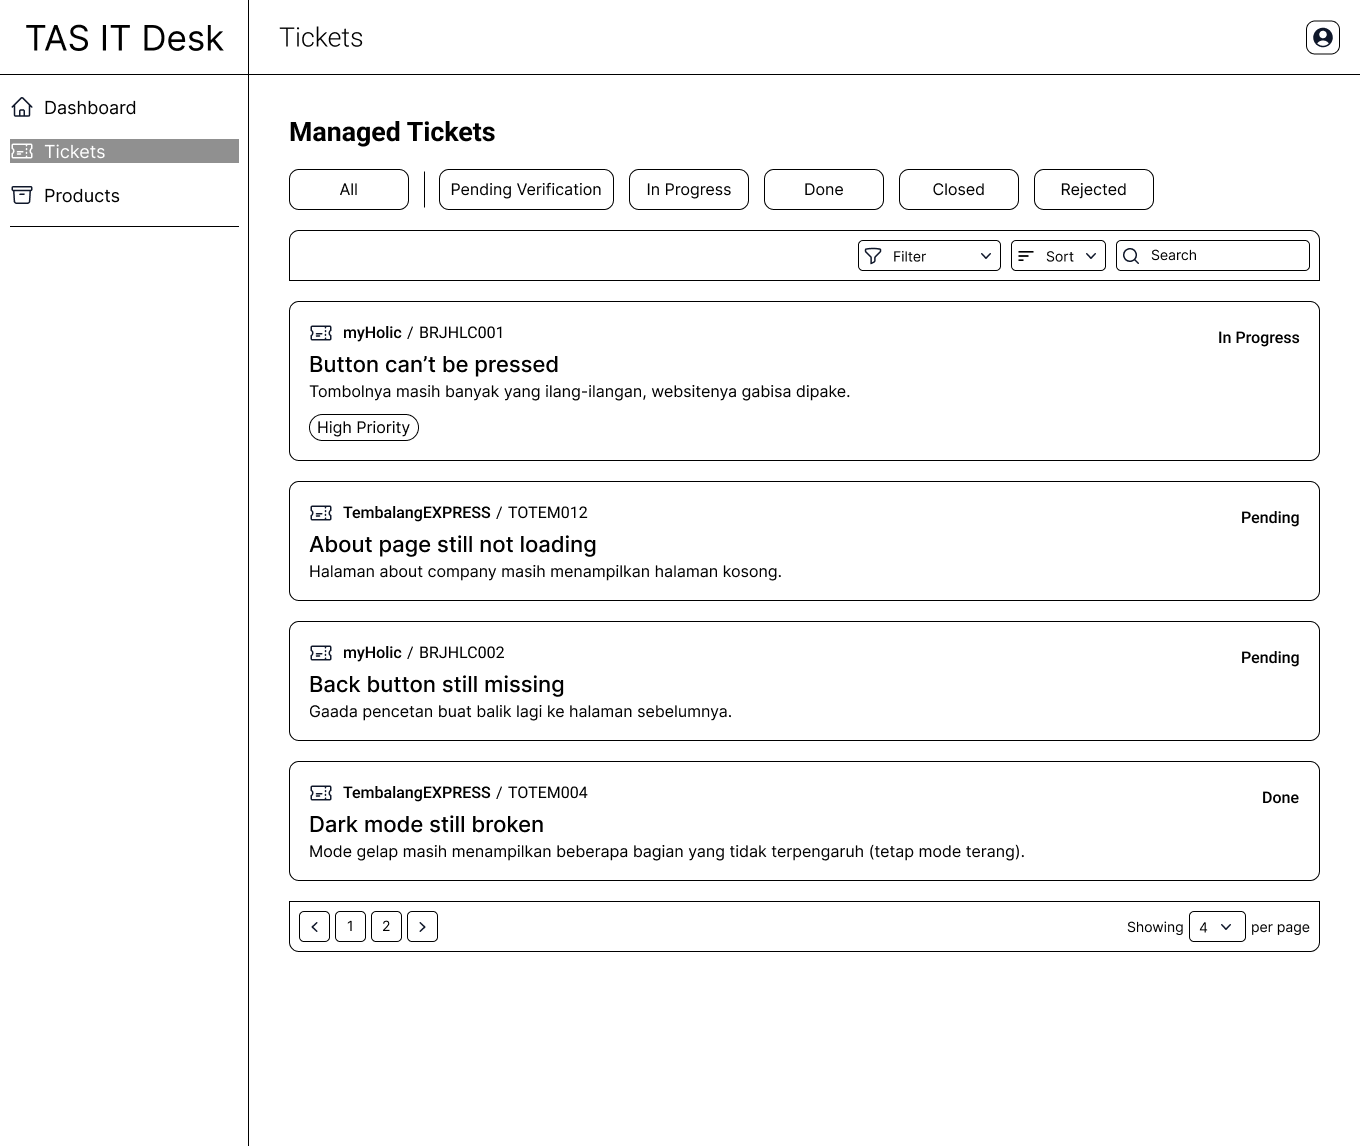 TAS IT Desk
Tickets
Dashboard
Tickets
Products
Managed Tickets
All
Pending Verification
In Progress
Done
Closed
Rejected
Filter
Sort
Search
myHolic / BRJHLC001
In Progress
Button can’t be pressed
Tombolnya masih banyak yang ilang-ilangan, websitenya gabisa dipake.
High Priority
TembalangEXPRESS / TOTEM012
Pending
About page still not loading
Halaman about company masih menampilkan halaman kosong.
myHolic / BRJHLC002
Pending
Back button still missing
Gaada pencetan buat balik lagi ke halaman sebelumnya.
TembalangEXPRESS / TOTEM004
Done
Dark mode still broken
Mode gelap masih menampilkan beberapa bagian yang tidak terpengaruh (tetap mode terang).
1
2
Showing 4 per page